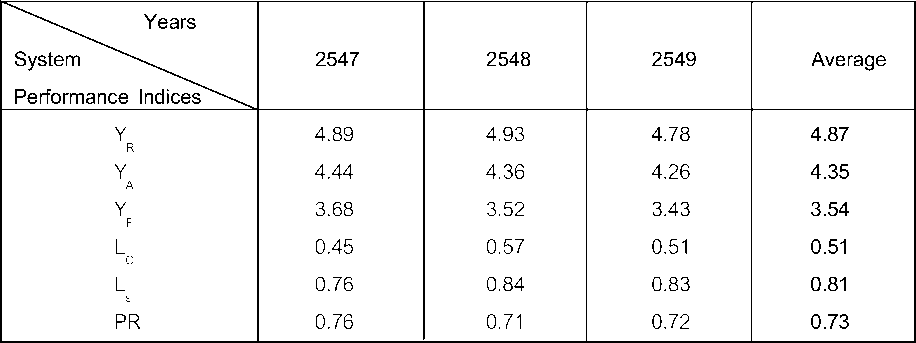 Years
System 2547 2548 2549 Average
Performance Indices
Y_R 4.89 4.93 4.78 4.87
Y_A 4.44 4.36 4.26 4.35
Y_F 3.68 3.52 3.43 3.54
L_C 0.45 0.57 0.51 0.51
L_s 0.76 0.84 0.83 0.81
PR 0.76 0.71 0.72 0.73